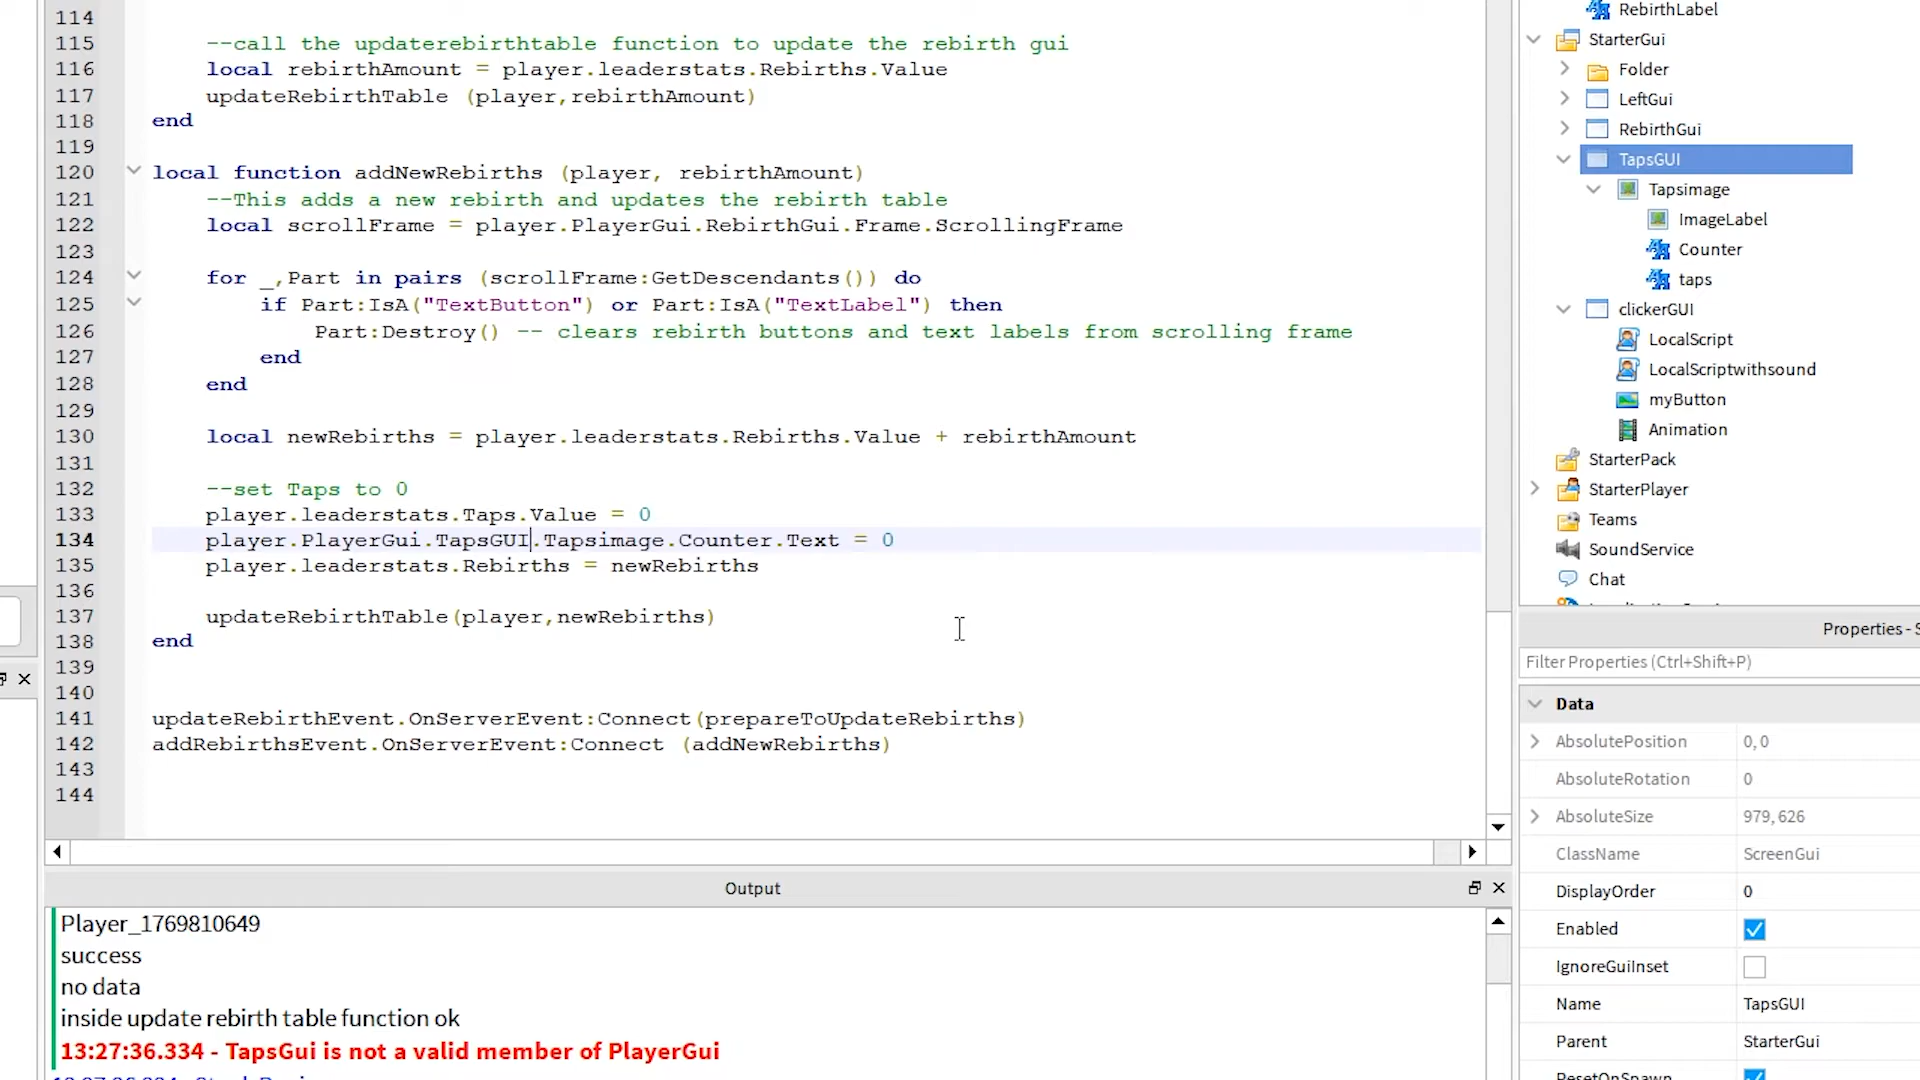 114
115 --call the updaterebirthtable function to update the rebirth gui
116 local rebirthAmount = player.leaderstats.Rebirths.Value
117 updateRebirthTable (player,rebirthAmount)
118 end
119
120 local function addNewRebirths (player, rebirthAmount)
121 --This adds a new rebirth and updates the rebirth table
122 local scrollFrame = player.PlayerGui.RebirthGui.Frame.ScrollingFrame
123
124 for _,Part in pairs (scrollFrame:GetDescendants()) do
125 if Part:IsA("TextButton") or Part:IsA("TextLabel") then
126 Part:Destroy() -- clears rebirth buttons and text labels from scrolling frame
127 end
128 end
129
130 local newRebirths = player.leaderstats.Rebirths.Value + rebirthAmount
131
132 --set Taps to 0
133 player.leaderstats.Taps.Value = 0
134 player.PlayerGui.TapsGUI.Tapsimage.Counter.Text = 0
135 player.leaderstats.Rebirths = newRebirths
136
137 updateRebirthTable(player,newRebirths)
138 end
139
140
141 updateRebirthEvent.OnServerEvent:Connect(prepareToUpdateRebirths)
142 addRebirthsEvent.OnServerEvent:Connect (addNewRebirths)
143
144
Output
Player_1769810649
success
no data
inside update rebirth table function ok
13:27:36.334 - TapsGui is not a valid member of PlayerGui
RebirthLabel
StarterGui
Folder
LeftGui
RebirthGui
TapsGUI
Tapsimage
ImageLabel
Counter
taps
clickerGUI
LocalScript
LocalScriptwithsound
myButton
Animation
StarterPack
StarterPlayer
Teams
SoundService
Chat
Properties - S
Filter Properties (Ctrl+Shift+P)
Data
AbsolutePosition 0, 0
AbsoluteRotation 0
AbsoluteSize 979, 626
ClassName ScreenGui
DisplayOrder 0
Enabled
IgnoreGuiInset
Name TapsGUI
Parent StarterGui
ResetOnSpawn